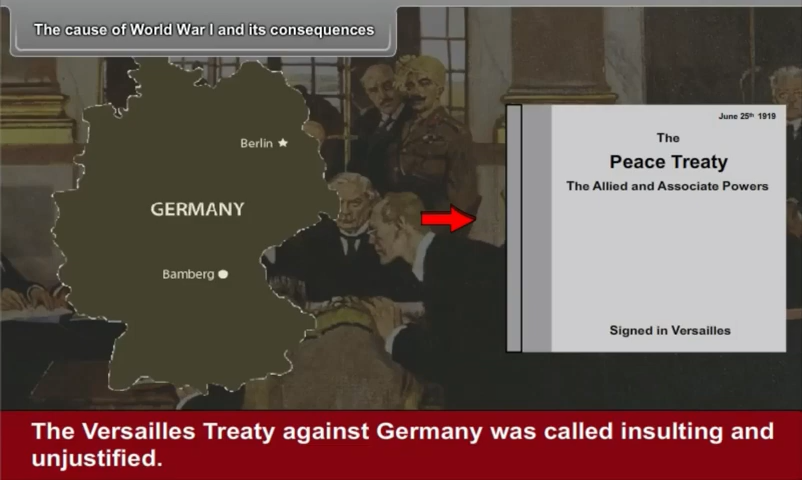 The cause of World War I and its consequences
June 25th 1919
The
Peace Treaty
The Allied and Associate Powers
Signed in Versailles
Berlin
GERMANY
Bamberg
The Versailles Treaty against Germany was called insulting and
unjustified.